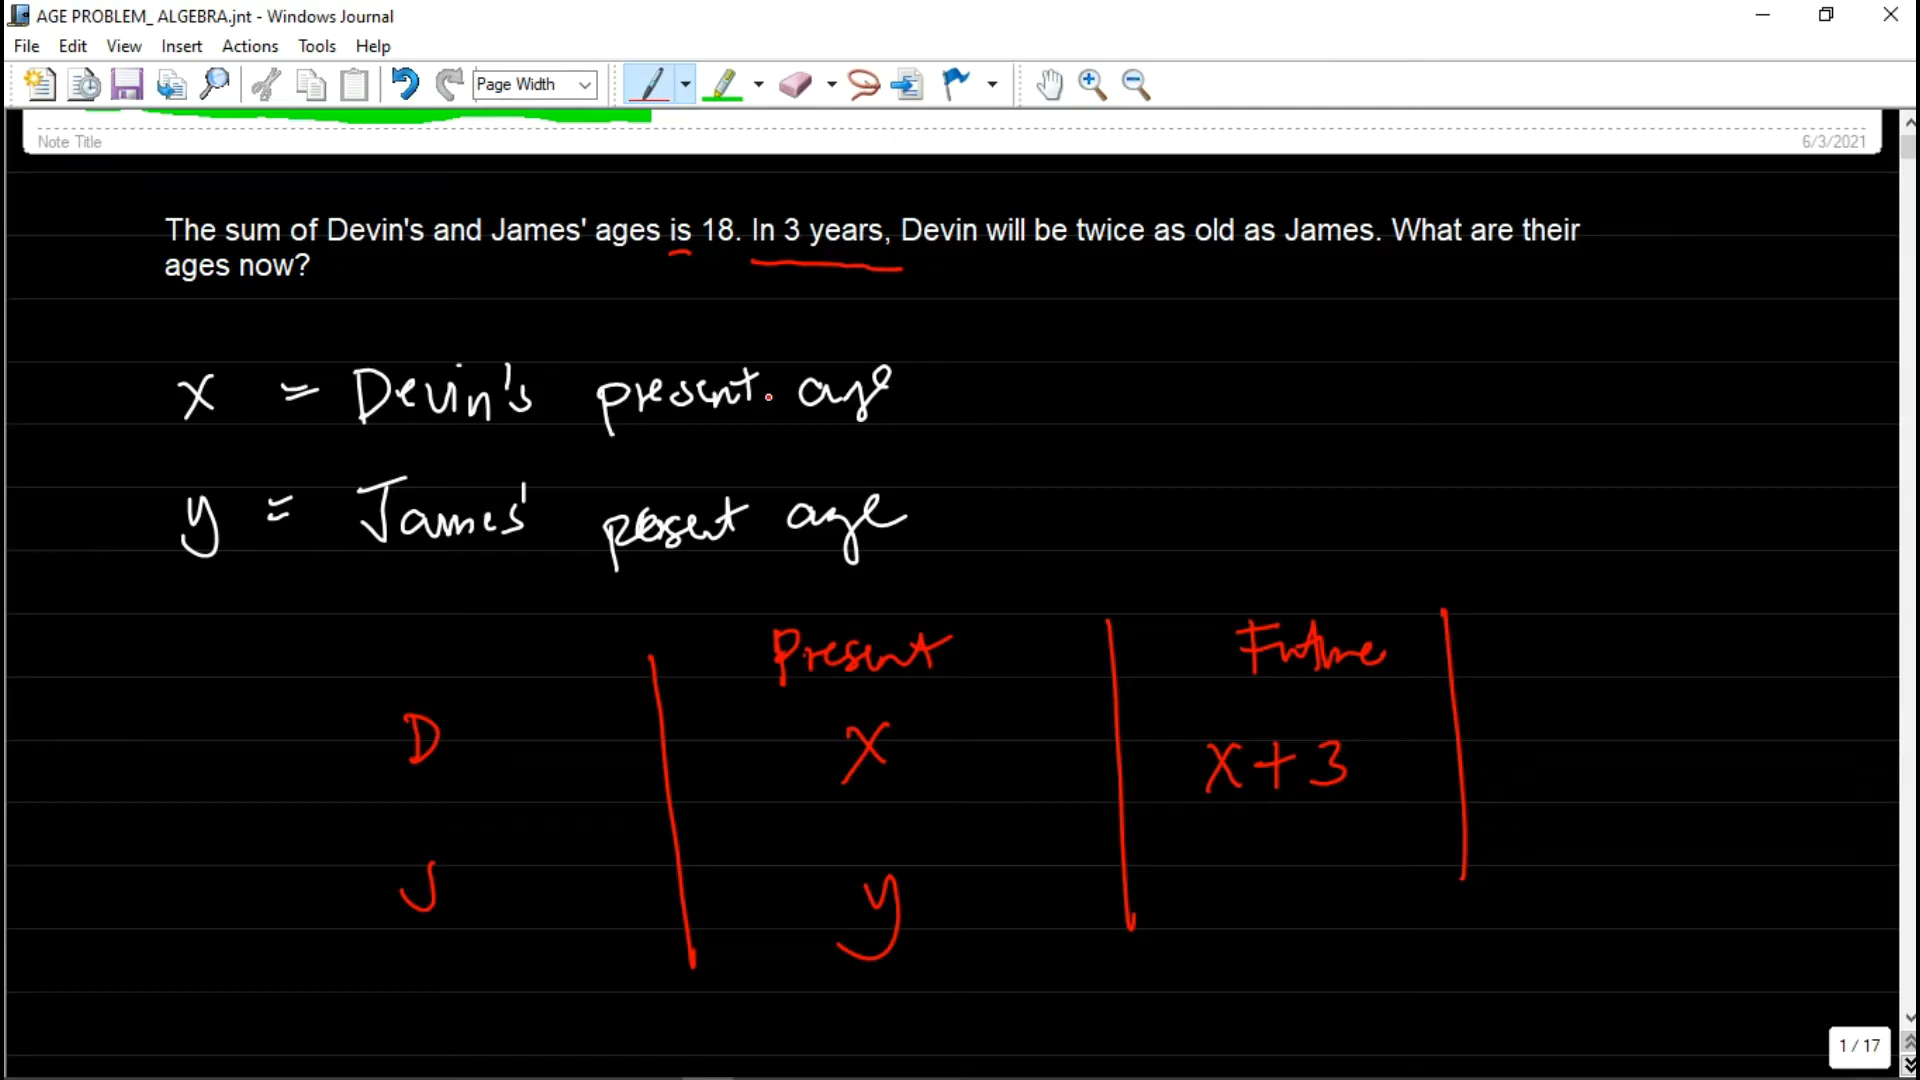 AGE PROBLEM_ ALGEBRA.jnt - Windows Journal
File Edit View Insert Actions Tools Help
Page Width
Note Title 6/3/2021
The sum of Devin's and James' ages is 18. In 3 years, Devin will be twice as old as James. What are their
ages now?
x = Devin's present age
y = James' present age
Present Future
D x x+3
J y
1 / 17